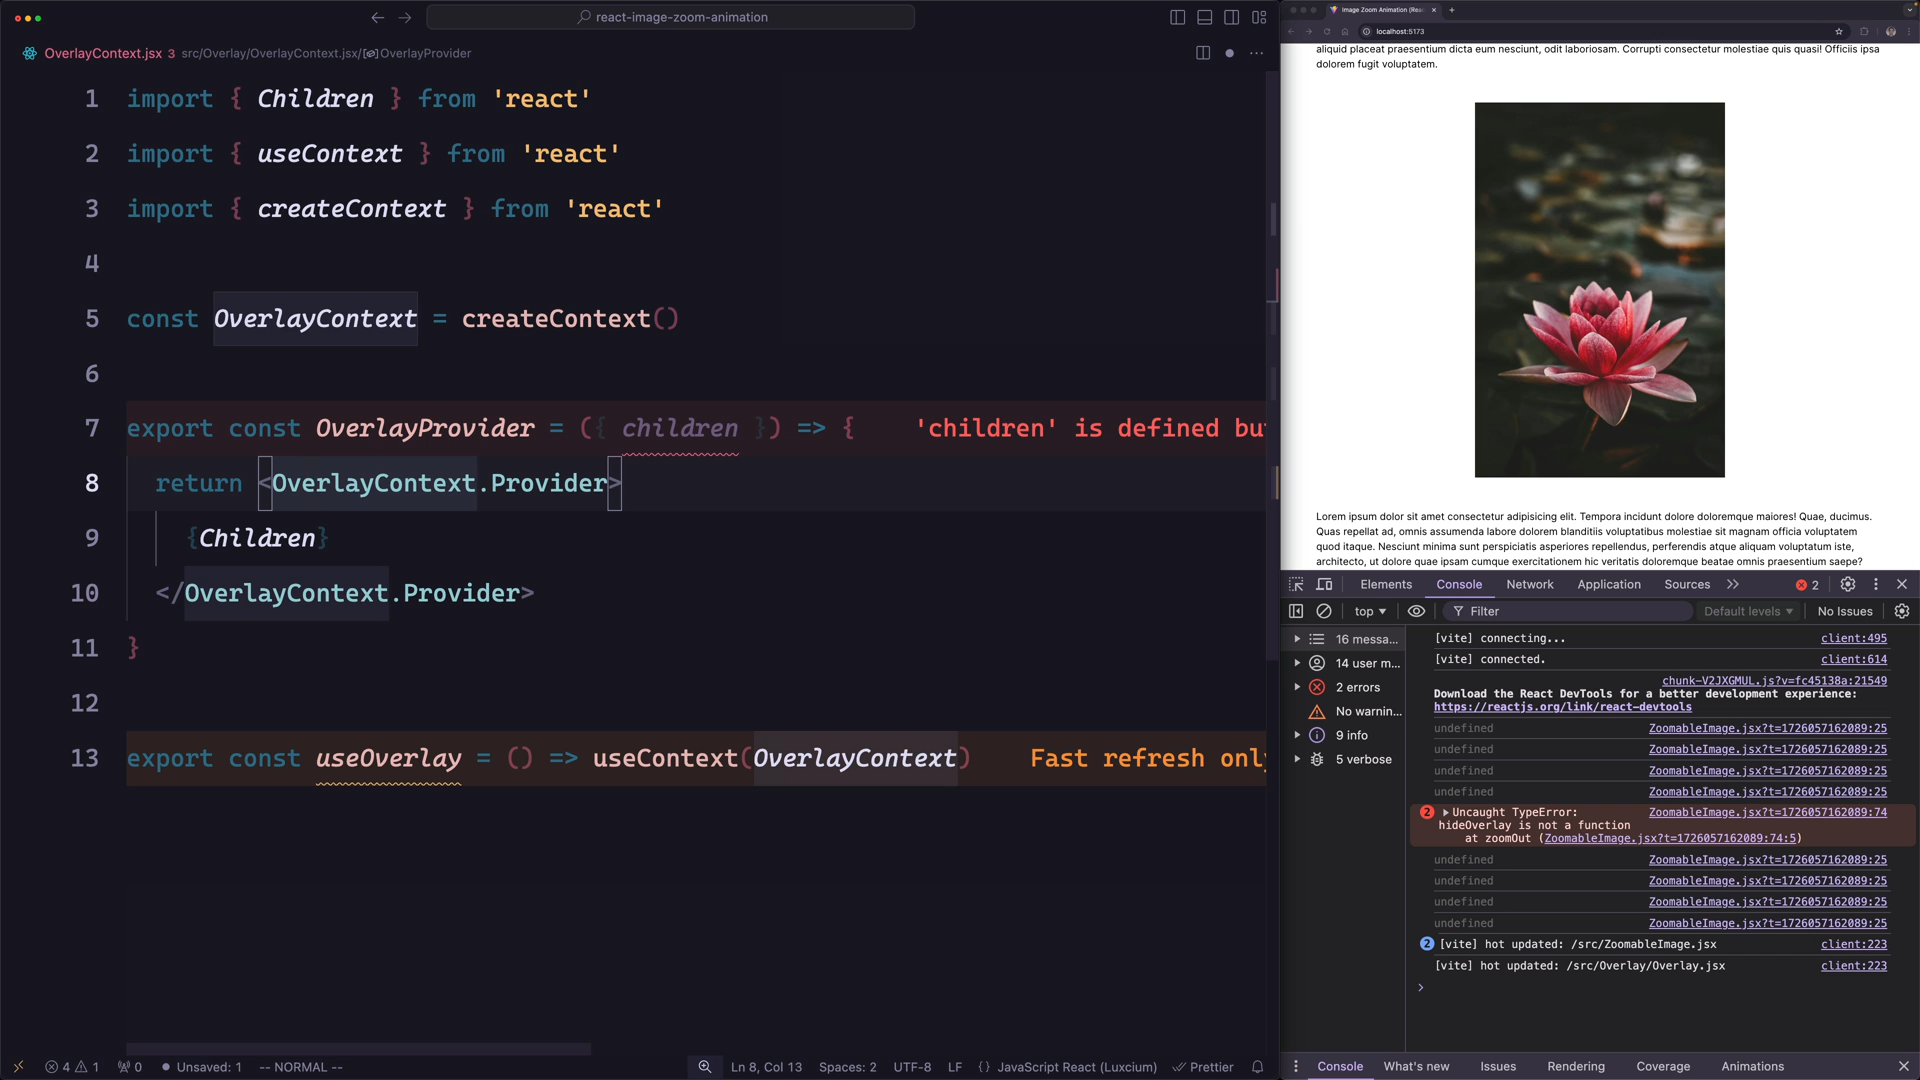 react-image-zoom-animation
OverlayContext.jsx 3 src/Overlay/OverlayContext.jsx/OverlayProvider
1 import { Children } from 'react'
2 import { useContext } from 'react'
3 import { createContext } from 'react'
4
5 const OverlayContext = createContext()
6
7 export const OverlayProvider = ({ children }) => { 'children' is defined bu
8 return <OverlayContext.Provider>
9 {Children}
10 </OverlayContext.Provider>
11 }
12
13 export const useOverlay = () => useContext(OverlayContext) Fast refresh only
4 1 0 Unsaved: 1 -- NORMAL --
Ln 8, Col 13 Spaces: 2 UTF-8 LF {} JavaScript React (Luxcium) Prettier
Image Zoom Animation (Rea
localhost:5173
aliquid placeat praesentium dicta eum nesciunt, odit laboriosam. Corrupti consectetur molestiae quis quasi! Officiis ipsa
dolorem fugit voluptatem.
Lorem ipsum dolor sit amet consectetur adipisicing elit. Tempora incidunt dolore doloremque maiores! Quae, ducimus.
Quas repellat ad, omnis assumenda labore dolorem blanditiis voluptatibus molestiae sit magnam officia voluptatem
quod itaque. Nesciunt minima sunt perspiciatis asperiores repellendus, perferendis atque aliquam voluptatum iste,
architecto, ut dolore quae ipsam cumque exercitationem hic veritatis doloremque beatae omnis praesentium saepe?
Elements Console Network Application Sources 2
top Filter Default levels No Issues
16 messa...
14 user m...
2 errors
No warnin...
9 info
5 verbose
[vite] connecting... client:495
[vite] connected. client:614
chunk-V2JXGMUL.js?v=fc45138a:21549
Download the React DevTools for a better development experience:
https://reactjs.org/link/react-devtools
undefined ZoomableImage.jsx?t=1726057162089:25
undefined ZoomableImage.jsx?t=1726057162089:25
undefined ZoomableImage.jsx?t=1726057162089:25
undefined ZoomableImage.jsx?t=1726057162089:25
2 Uncaught TypeError: ZoomableImage.jsx?t=1726057162089:74
hideOverlay is not a function
at zoomOut (ZoomableImage.jsx?t=1726057162089:74:5)
undefined ZoomableImage.jsx?t=1726057162089:25
undefined ZoomableImage.jsx?t=1726057162089:25
undefined ZoomableImage.jsx?t=1726057162089:25
undefined ZoomableImage.jsx?t=1726057162089:25
2 [vite] hot updated: /src/ZoomableImage.jsx client:223
[vite] hot updated: /src/Overlay/Overlay.jsx client:223
Console What's new Issues Rendering Coverage Animations